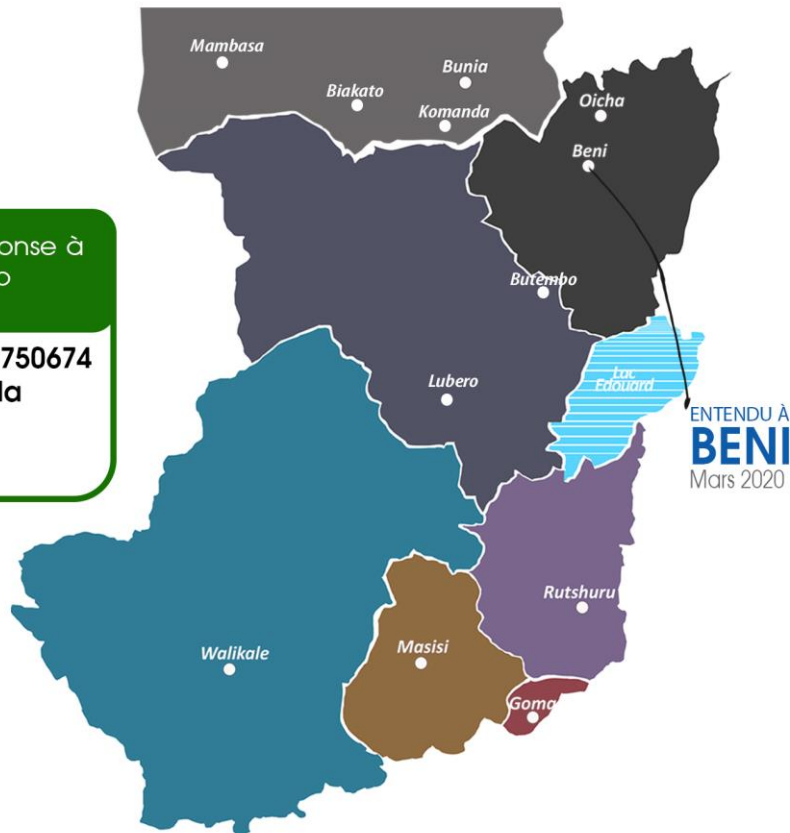 Mambasa
Bunia
Biakato
Komanda
Oicha
Beni
onse à
750674
Butembo
Lac
Edouard
Lubero
ENTENDU À
BENI
Mars 2020
Rutshuru
Masisi
Walikale
Goma